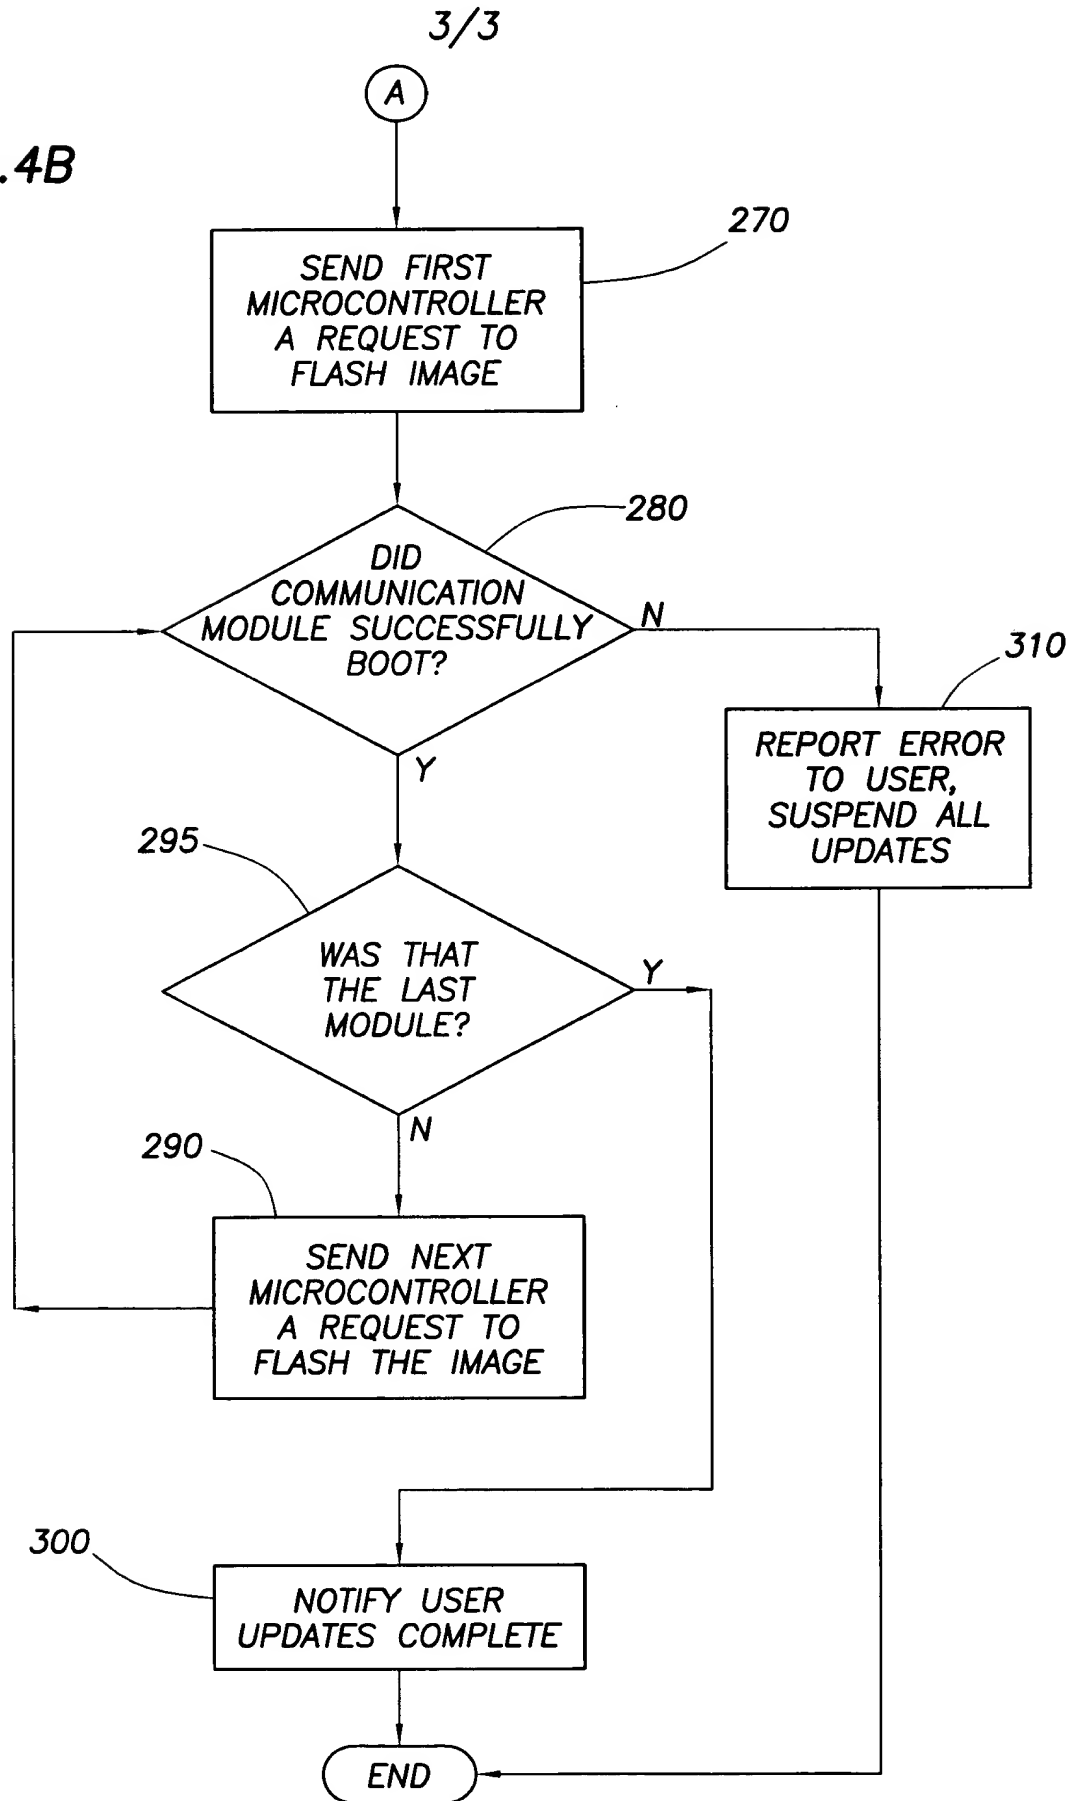 3/3
A
.4B
270
SEND FIRST
MICROCONTROLLER
A REQUEST TO
FLASH IMAGE
280
DID
COMMUNICATION
MODULE SUCCESSFULLY
BOOT?
N
310
REPORT ERROR
TO USER,
SUSPEND ALL
UPDATES
Y
295
WAS THAT
THE LAST
MODULE?
Y
N
290
SEND NEXT
MICROCONTROLLER
A REQUEST TO
FLASH THE IMAGE
300
NOTIFY USER
UPDATES COMPLETE
END